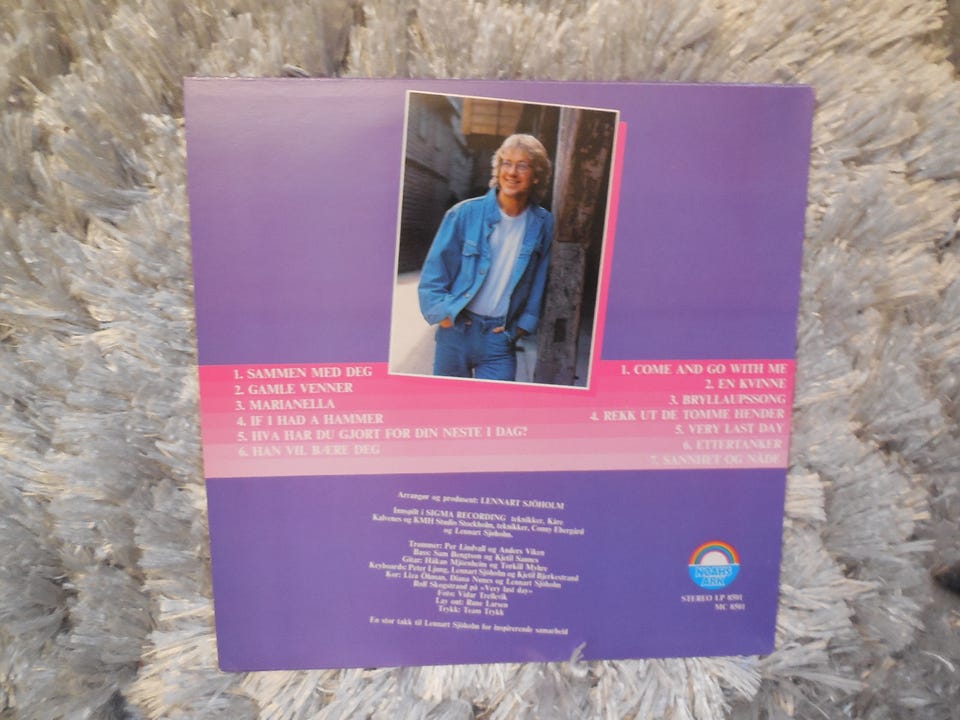 1. SAMMEN MED DEG
2. GAMLE VENNER
3. MARIANELLA
4. IF I HAD A HAMMER
5. HVA HAR DU GJORT FOR DIN NESTE I DAG?
6. HAN VIL BÆRE DEG
1. COME AND GO WITH ME
2. EN KVINNE
3. BRYLLAUPSSONG
4. REKK UT DE TOMME HENDER
5. VERY LAST DAY
6. ETTERTANKER
7. SANNHET OG NÅDE
Arrangør og produsent: LENNART SJÖHOLM
Innspilt i SIGMA RECORDING teknikker, Kåre
Kalvenes og KMH Studio Stockholm, teknikker, Conny Ebergård
og Lennart Sjöholm.
Trommer: Per Lindvall og Anders Viken
Bass: Sam Bengtson og Kjetil Sannes
Gitar: Håkan Mjörnheim og Torkill Myhre
Keyboards: Peter Ljung, Lennart Sjöholm og Kjetil Bjerkestrand
Kor: Liza Öhman, Diana Nunes og Lennart Sjöholm
Rolf Skogstrand på «Very last day»
Foto: Vidar Trellevik
Lay out: Rune Larsen
Trykk: Team Trykk
En stor takk til Lennart Sjöholm for inspirerende samarbeid
NOAHS
ARK
STEREO LP 8501
MC 8501